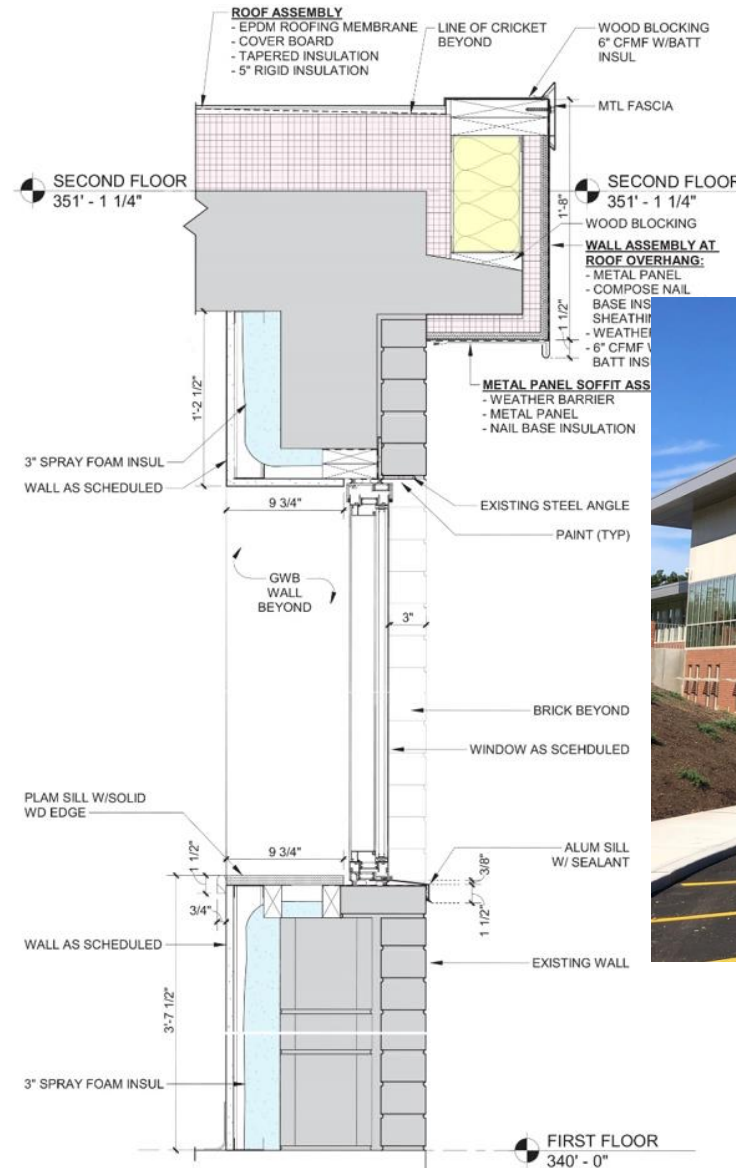 ROOF ASSEMBLY
- EPDM ROOFING MEMBRANE
- COVER BOARD
- TAPERED INSULATION
- 5" RIGID INSULATION
LINE OF CRICKET
BEYOND
WOOD BLOCKING
6" CFMF W/BATT
INSUL
MTL FASCIA
SECOND FLOOR
351' - 1 1/4"
SECOND FLOOR
351' - 1 1/4"
1'-8"
WOOD BLOCKING
WALL ASSEMBLY AT
ROOF OVERHANG:
- METAL PANEL
- COMPOSE NAIL
BASE INS
SHEATHIN
- WEATHER
- 6" CFMF W
BATT INS
1 1/2"
METAL PANEL SOFFIT ASS
- WEATHER BARRIER
- METAL PANEL
- NAIL BASE INSULATION
1'-2 1/2"
3" SPRAY FOAM INSUL
WALL AS SCHEDULED
9 3/4"
EXISTING STEEL ANGLE
PAINT (TYP)
GWB
WALL
BEYOND
3"
BRICK BEYOND
WINDOW AS SCEHDULED
PLAM SILL W/SOLID
WD EDGE
9 3/4"
1 1/2"
3/4"
ALUM SILL
W/ SEALANT
3/8"
1 1/2"
WALL AS SCHEDULED
EXISTING WALL
3'-7 1/2"
3" SPRAY FOAM INSUL
FIRST FLOOR
340' - 0"